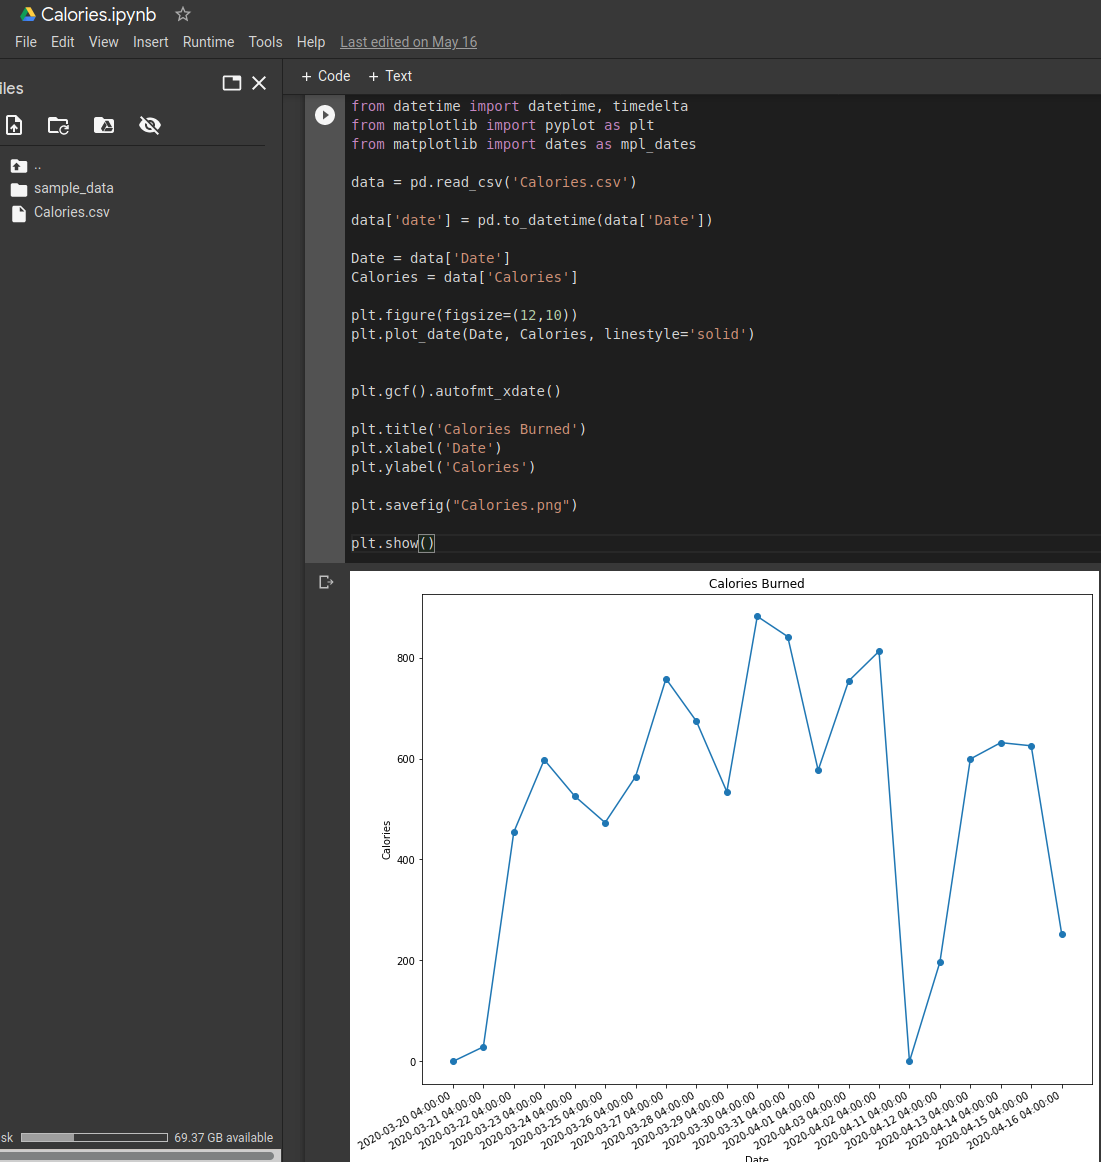 Calories.ipynb
File Edit View Insert Runtime Tools Help Last edited on May 16
iles
+ Code + Text
..
sample_data
Calories.csv
from datetime import datetime, timedelta
from matplotlib import pyplot as plt
from matplotlib import dates as mpl_dates
data = pd.read_csv('Calories.csv')
data['date'] = pd.to_datetime(data['Date'])
Date = data['Date']
Calories = data['Calories']
plt.figure(figsize=(12,10))
plt.plot_date(Date, Calories, linestyle='solid')
plt.gcf().autofmt_xdate()
plt.title('Calories Burned')
plt.xlabel('Date')
plt.ylabel('Calories')
plt.savefig("Calories.png")
plt.show()
Calories Burned
Calories
800
600
400
200
0
2020-03-20 04:00:00
2020-03-21 04:00:00
2020-03-22 04:00:00
2020-03-23 04:00:00
2020-03-24 04:00:00
2020-03-25 04:00:00
2020-03-26 04:00:00
2020-03-27 04:00:00
2020-03-28 04:00:00
2020-03-29 04:00:00
2020-03-30 04:00:00
2020-03-31 04:00:00
2020-04-01 04:00:00
2020-04-03 04:00:00
2020-04-02 04:00:00
2020-04-11 04:00:00
2020-04-12 04:00:00
2020-04-13 04:00:00
2020-04-14 04:00:00
2020-04-15 04:00:00
2020-04-16 04:00:00
Date
sk 69.37 GB available